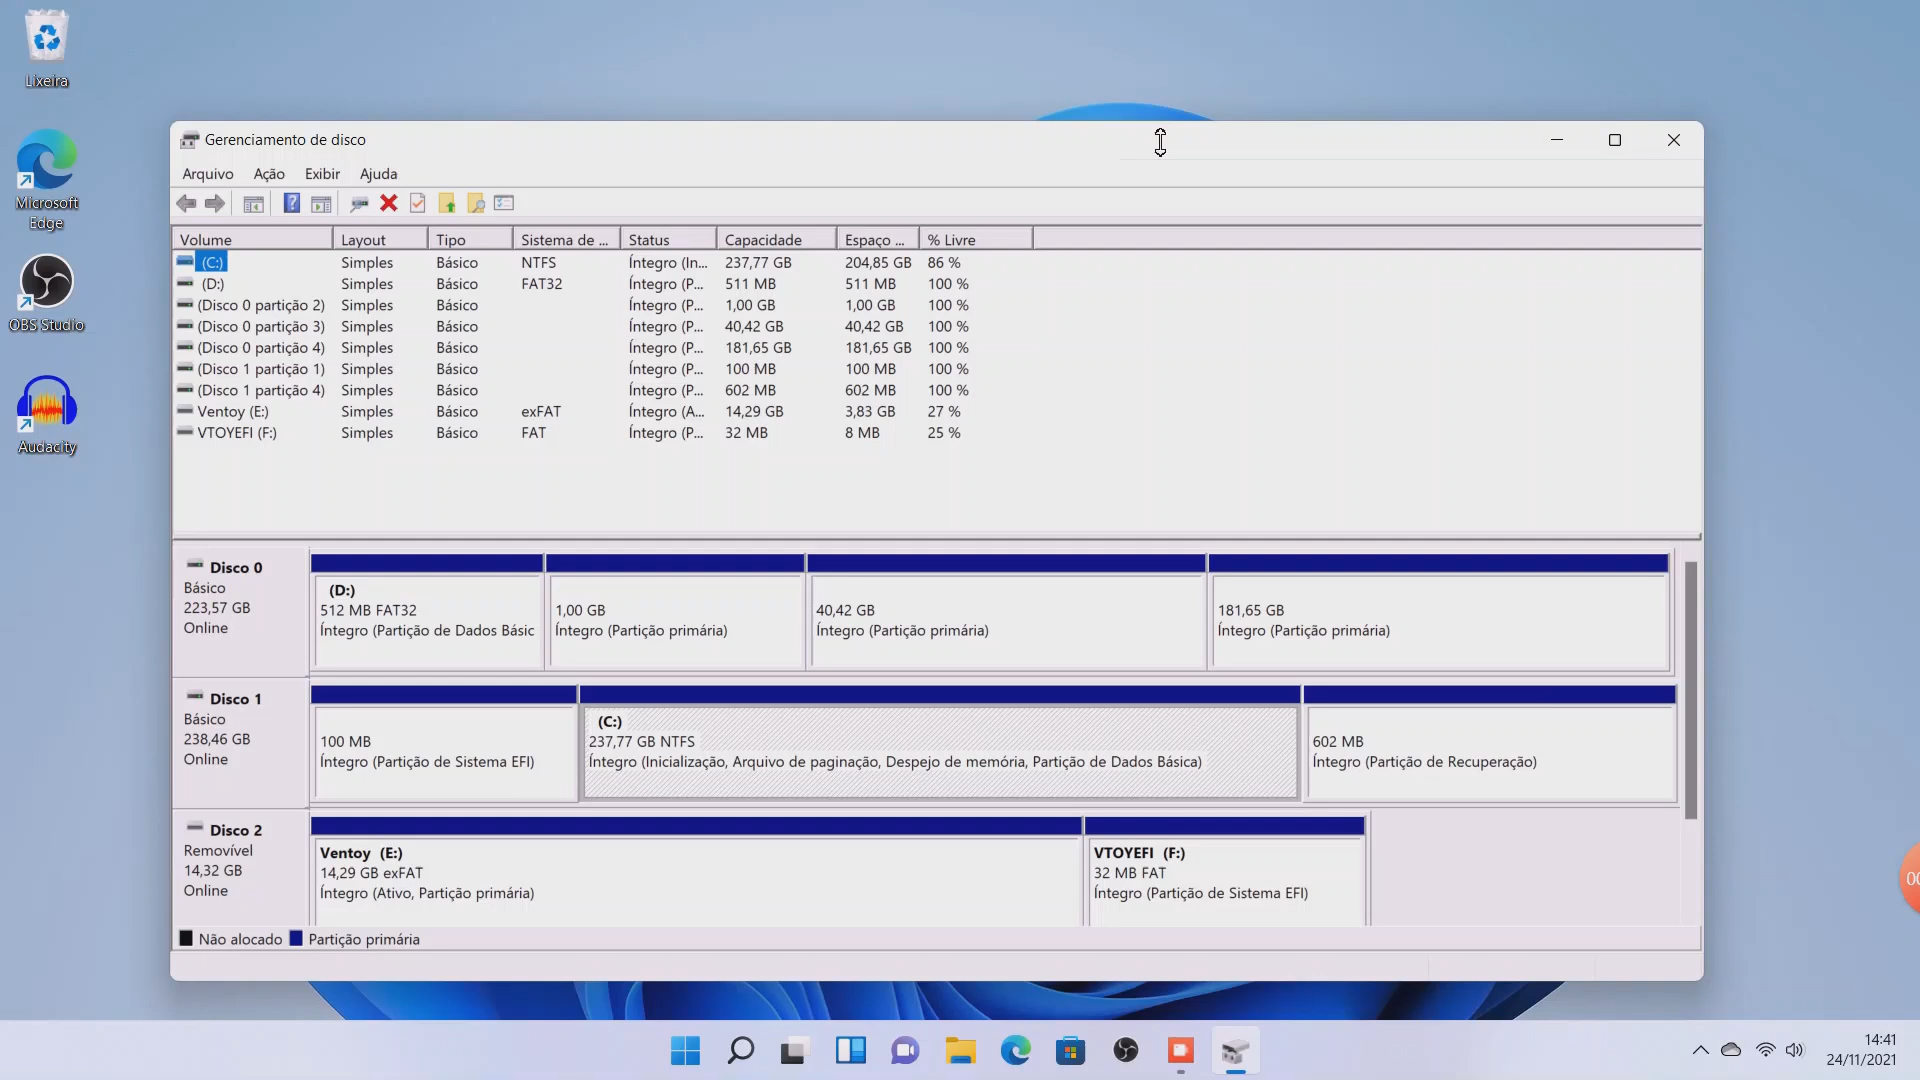 Lixeira
Microsoft
Edge
OBS Studio
Audacity
Gerenciamento de disco
Arquivo Ação Exibir Ajuda
Volume Layout Tipo Sistema de ... Status Capacidade Espaço ... % Livre
(C:) Simples Básico NTFS Íntegro (In... 237,77 GB 204,85 GB 86 %
(D:) Simples Básico FAT32 Íntegro (P... 511 MB 511 MB 100 %
(Disco 0 partição 2) Simples Básico Íntegro (P... 1,00 GB 1,00 GB 100 %
(Disco 0 partição 3) Simples Básico Íntegro (P... 40,42 GB 40,42 GB 100 %
(Disco 0 partição 4) Simples Básico Íntegro (P... 181,65 GB 181,65 GB 100 %
(Disco 1 partição 1) Simples Básico Íntegro (P... 100 MB 100 MB 100 %
(Disco 1 partição 4) Simples Básico Íntegro (P... 602 MB 602 MB 100 %
Ventoy (E:) Simples Básico exFAT Íntegro (A... 14,29 GB 3,83 GB 27 %
VTOYEFI (F:) Simples Básico FAT Íntegro (P... 32 MB 8 MB 25 %
Disco 0
Básico
223,57 GB
Online
(D:)
512 MB FAT32
Íntegro (Partição de Dados Básic
1,00 GB
Íntegro (Partição primária)
40,42 GB
Íntegro (Partição primária)
181,65 GB
Íntegro (Partição primária)
Disco 1
Básico
238,46 GB
Online
100 MB
Íntegro (Partição de Sistema EFI)
(C:)
237,77 GB NTFS
Íntegro (Inicialização, Arquivo de paginação, Despejo de memória, Partição de Dados Básica)
602 MB
Íntegro (Partição de Recuperação)
Disco 2
Removível
14,32 GB
Online
Ventoy (E:)
14,29 GB exFAT
Íntegro (Ativo, Partição primária)
VTOYEFI (F:)
32 MB FAT
Íntegro (Partição de Sistema EFI)
Não alocado Partição primária
00
14:41
24/11/2021